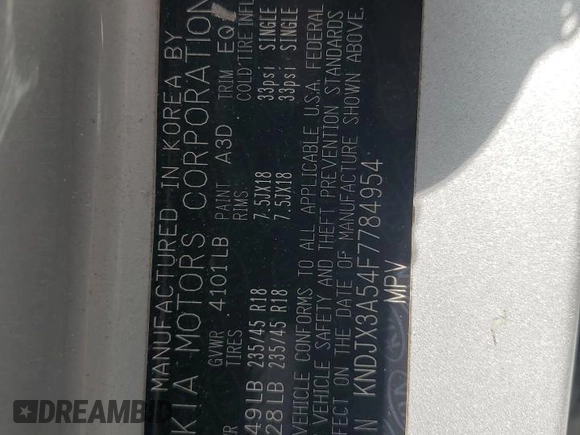 MANUFACTURED IN KOREA BY
KIA MOTORS CORPORATION
GVWR 4101LB PAINT A3D TRIM EQ
TIRES RIMS: COLD TIRE INFL
49LB 235/45 R18 7.5JX18 33psi SINGLE
28LB 235/45 R18 7.5JX18 33psi SINGLE
VEHICLE CONFORMS TO ALL APPLICABLE U.S.A. FEDERAL
VEHICLE SAFETY AND THEFT PREVENTION STANDARDS
FFECT ON THE DATE OF MANUFACTURE SHOWN ABOVE.
N KNDJX3A54F7784954
MPV
DREAMBID